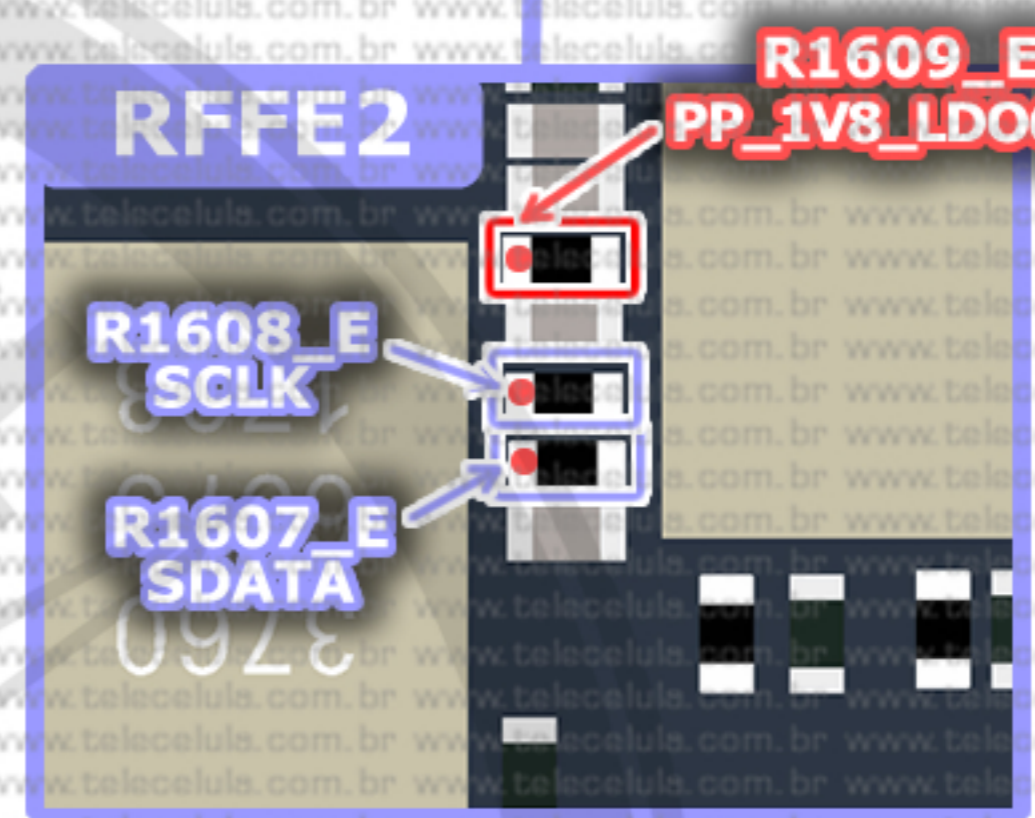 RFFE2
R1609_E
PP_1V8_LDO
R1608_E
SCLK
R1607_E
SDATA
www.telecelula.com.br